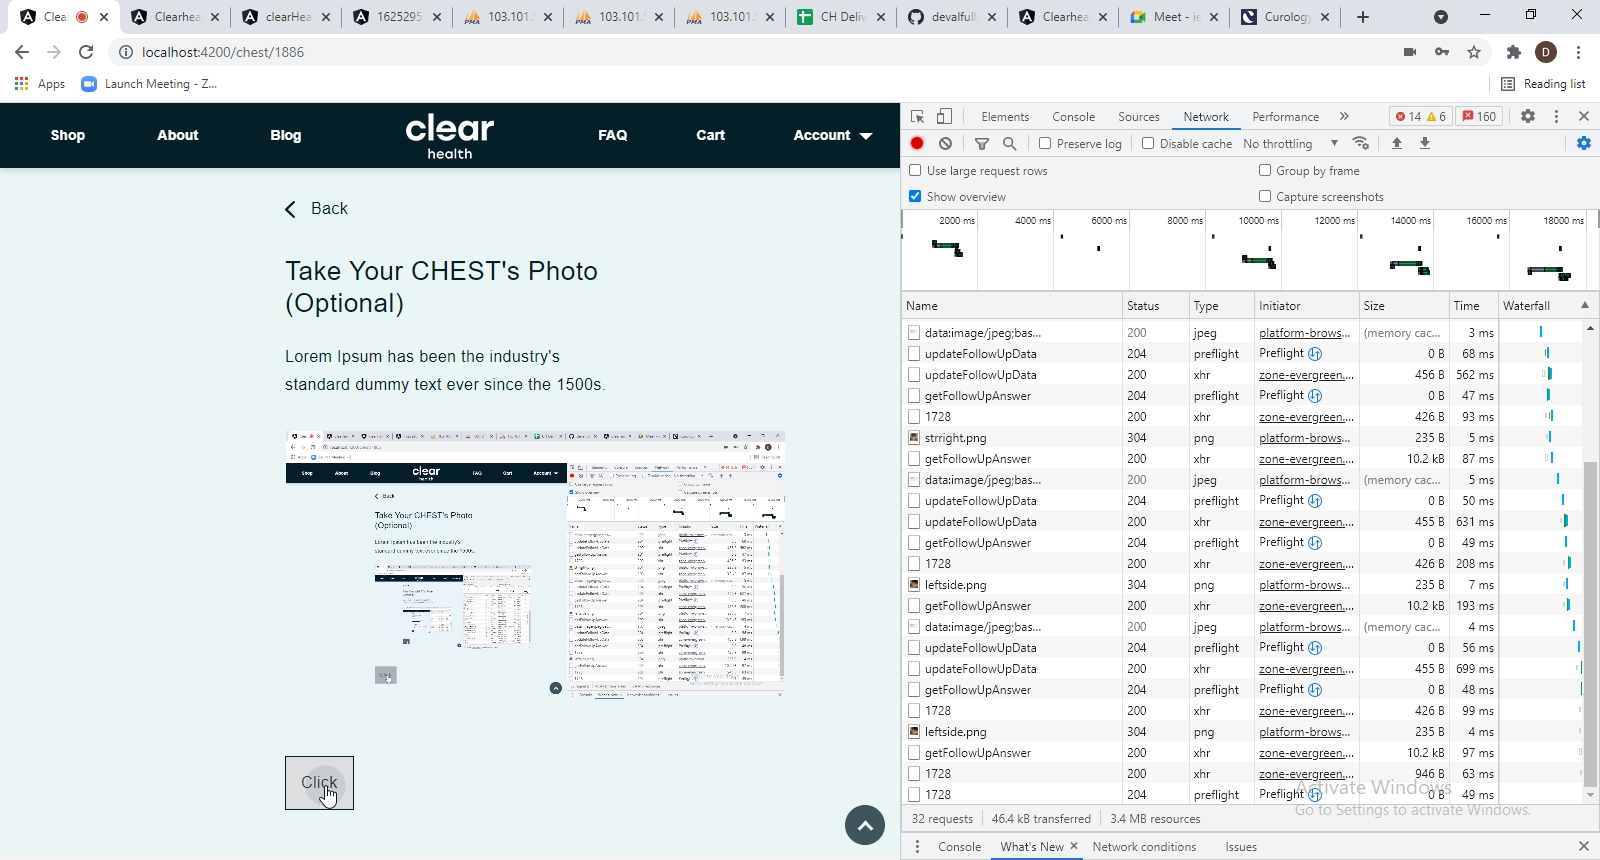 Clea
Clearhea
clearHea
1625295
103.101.
103.101.
103.101.
CH Deliv
devalfull
Clearhea
Meet - ie
Curology
localhost:4200/chest/1886
D
Apps
Launch Meeting - Z...
Reading list
Shop About Blog clear health FAQ Cart Account
Back
Take Your CHEST's Photo
(Optional)
Lorem Ipsum has been the industry's
standard dummy text ever since the 1500s.
Click
Elements Console Sources Network Performance » 14 6 160
Preserve log Disable cache No throttling
Use large request rows Group by frame
Show overview Capture screenshots
2000 ms 4000 ms 6000 ms 8000 ms 10000 ms 12000 ms 14000 ms 16000 ms 18000 ms
Name Status Type Initiator Size Time Waterfall
data:image/jpeg;bas... 200 jpeg platform-brows... (memory cac... 3 ms
updateFollowUpData 204 preflight Preflight 0 B 68 ms
updateFollowUpData 200 xhr zone-evergreen.... 456 B 562 ms
getFollowUpAnswer 204 preflight Preflight 0 B 47 ms
1728 200 xhr zone-evergreen.... 426 B 93 ms
strright.png 304 png platform-brows... 235 B 5 ms
getFollowUpAnswer 200 xhr zone-evergreen.... 10.2 kB 87 ms
data:image/jpeg;bas... 200 jpeg platform-brows... (memory cac... 5 ms
updateFollowUpData 204 preflight Preflight 0 B 50 ms
updateFollowUpData 200 xhr zone-evergreen.... 455 B 631 ms
getFollowUpAnswer 204 preflight Preflight 0 B 49 ms
1728 200 xhr zone-evergreen.... 426 B 208 ms
leftside.png 304 png platform-brows... 235 B 7 ms
getFollowUpAnswer 200 xhr zone-evergreen.... 10.2 kB 193 ms
data:image/jpeg;bas... 200 jpeg platform-brows... (memory cac... 4 ms
updateFollowUpData 204 preflight Preflight 0 B 56 ms
updateFollowUpData 200 xhr zone-evergreen.... 455 B 699 ms
getFollowUpAnswer 204 preflight Preflight 0 B 48 ms
1728 200 xhr zone-evergreen.... 426 B 99 ms
leftside.png 304 png platform-brows... 235 B 4 ms
getFollowUpAnswer 200 xhr zone-evergreen.... 10.2 kB 97 ms
1728 200 xhr zone-evergreen.... 946 B 63 ms
1728 204 preflight Preflight 0 B 49 ms
Activate Windows
Go to Settings to activate Windows.
32 requests 46.4 kB transferred 3.4 MB resources
Console What's New Network conditions Issues